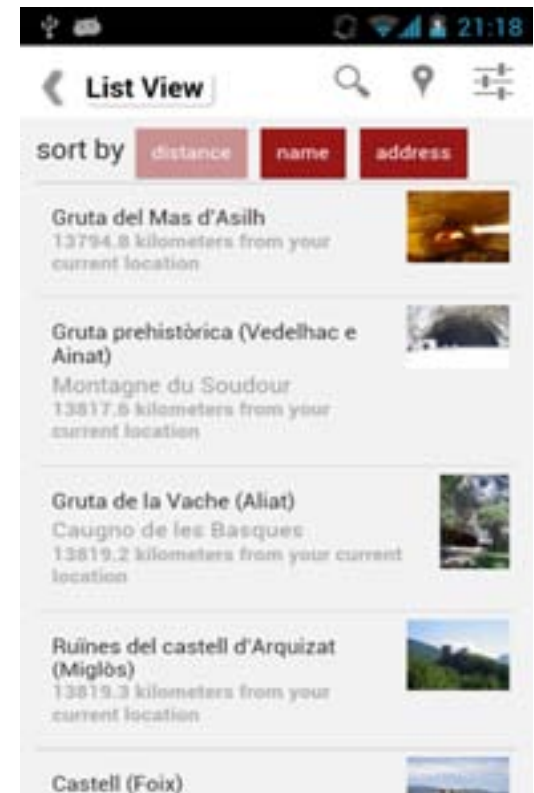 21:18
List View
sort by distance name address
Gruta del Mas d'Asilh
13794.8 kilometers from your
current location
Gruta prehistòrica (Vedelhac e
Ainat)
Montagne du Soudour
13817.6 kilometers from your
current location
Gruta de la Vache (Aliat)
Caugno de les Basques
13819.2 kilometers from your current
location
Ruïnes del castell d'Arquizat
(Miglòs)
13819.3 kilometers from your
current location
Castell (Foix)